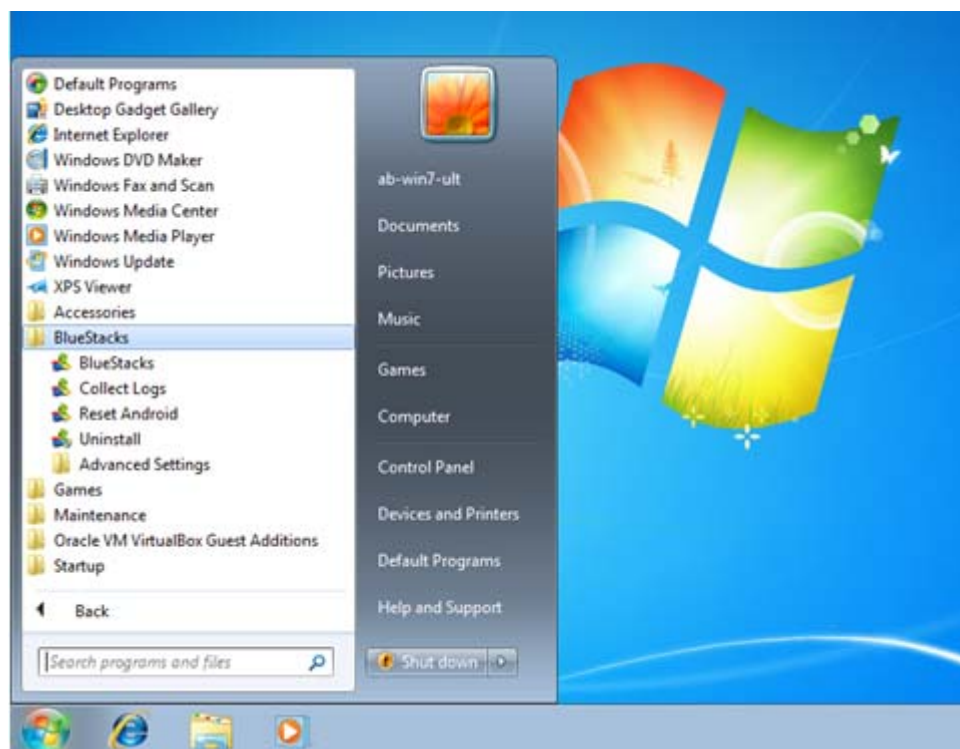 Default Programs
Desktop Gadget Gallery
Internet Explorer
Windows DVD Maker
Windows Fax and Scan
Windows Media Center
Windows Media Player
Windows Update
XPS Viewer
Accessories
BlueStacks
BlueStacks
Collect Logs
Reset Android
Uninstall
Advanced Settings
Games
Maintenance
Oracle VM VirtualBox Guest Additions
Startup
Back
Search programs and files
ab-win7-ult
Documents
Pictures
Music
Games
Computer
Control Panel
Devices and Printers
Default Programs
Help and Support
Shut down